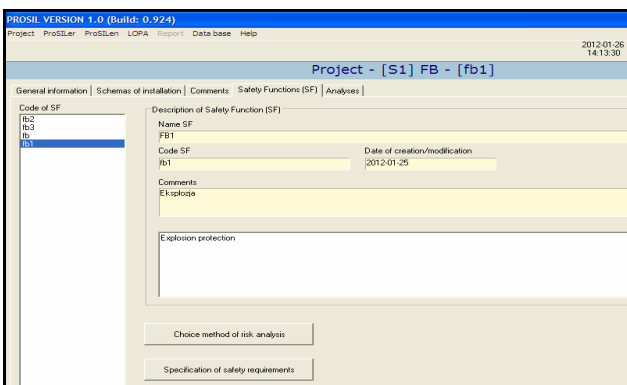 PROSIL VERSION 1.0 (Build: 0.924)
Project ProSILer ProSILen LOPA Report Data base Help
2012-01-26
14:13:30
Project - [S1] FB - [fb1]
General information Schemas of installation Comments Safety Functions (SF) Analyses
Code of SF
fb2
fb3
fb
fb1
Description of Safety Function (SF)
Name SF
FB1
Code SF Date of creation/modification
fb1 2012-01-25
Comments
Eksplozja
Explosion protection
Choice method of risk analysis
Specification of safety requirements